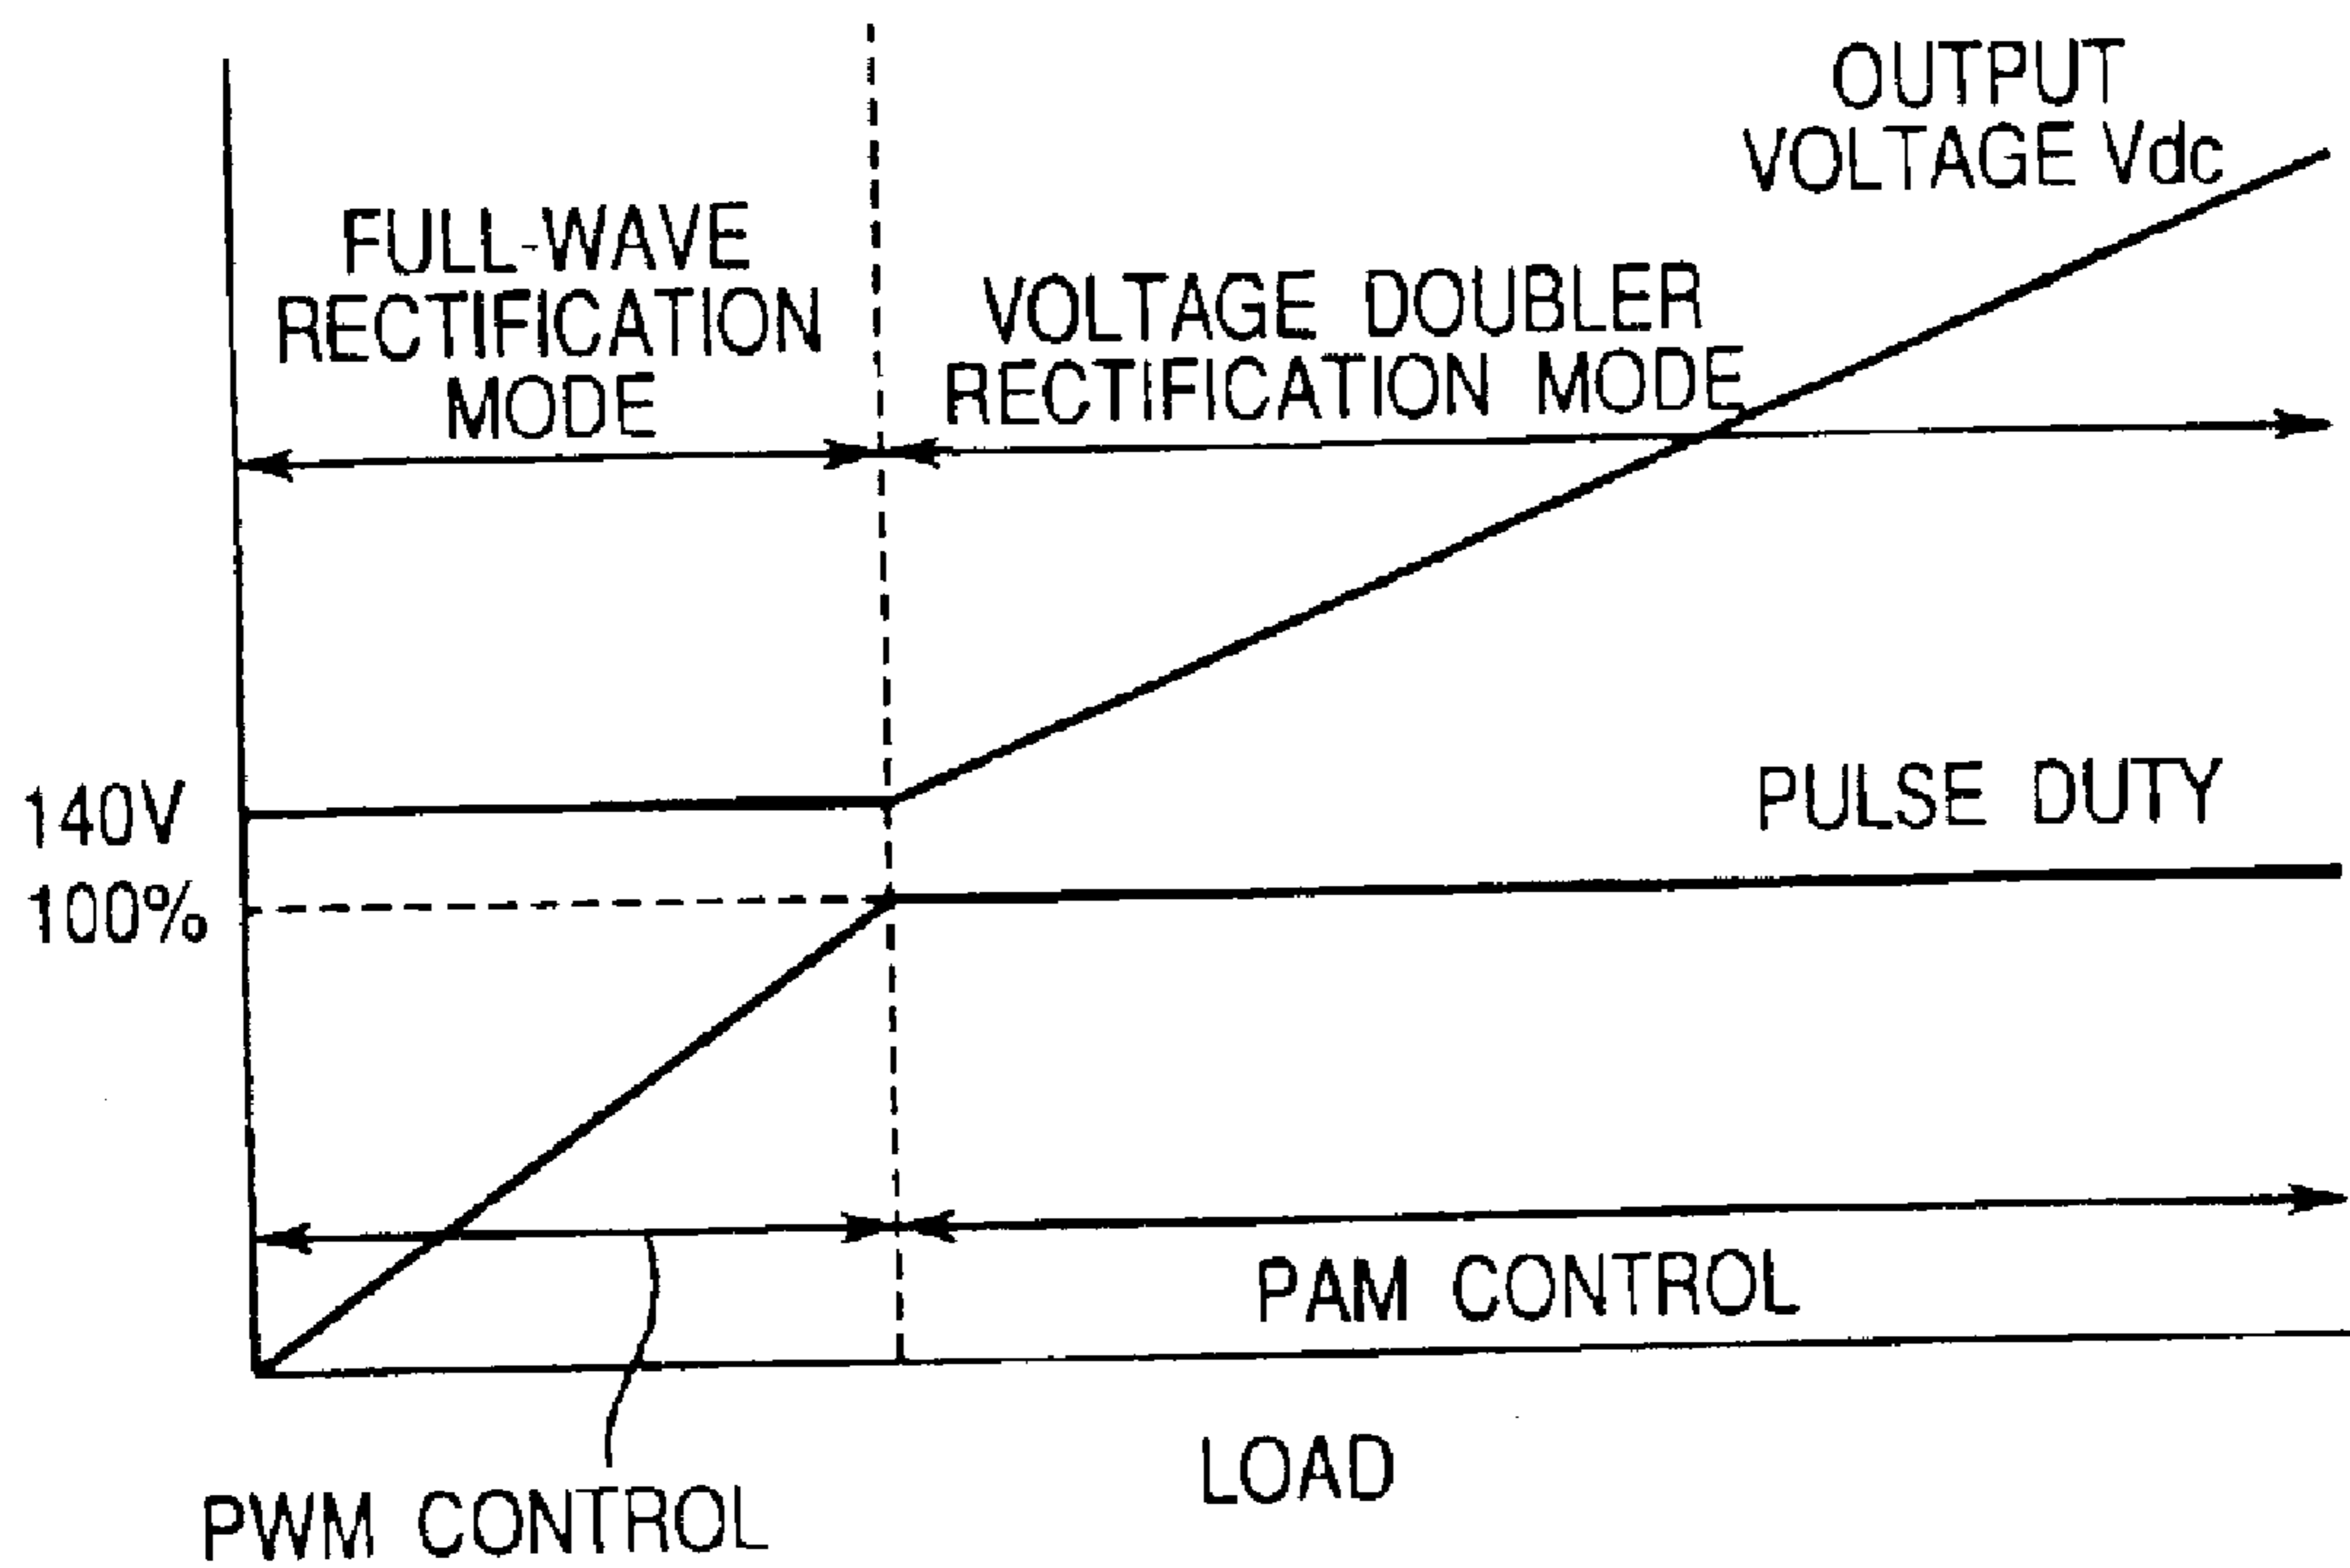 OUTPUT
VOLTAGE Vdc
FULL-WAVE
RECTIFICATION
MODE
VOLTAGE DOUBLER
RECTIFICATION MODE
140V
100%
PULSE DUTY
PAM CONTROL
LOAD
PWM CONTROL